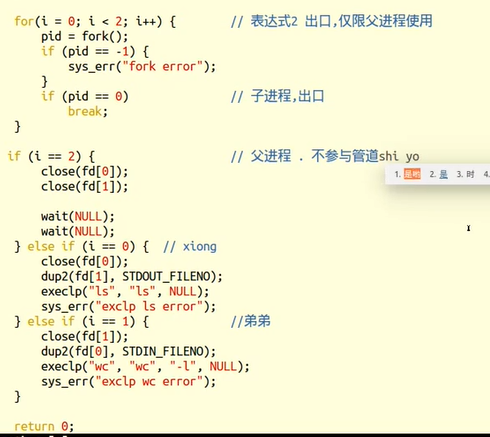 for(i = 0; i < 2; i++) {        // 表达式2 出口,仅限父进程使用
    pid = fork();
    if (pid == -1) {
        sys_err("fork error");
    }
    if (pid == 0)               // 子进程,出口
        break;
}
if (i == 2) {                   // 父进程 . 不参与管道shi yo
    close(fd[0]);
    close(fd[1]);
1. 是哟 2. 是 3. 时 4.
    wait(NULL);
    wait(NULL);
} else if (i == 0) {  // xiong
    close(fd[0]);
    dup2(fd[1], STDOUT_FILENO);
    execlp("ls", "ls", NULL);
    sys_err("exclp ls error");
} else if (i == 1) {            //弟弟
    close(fd[1]);
    dup2(fd[0], STDIN_FILENO);
    execlp("wc", "wc", "-l", NULL);
    sys_err("exclp wc error");
}
return 0;